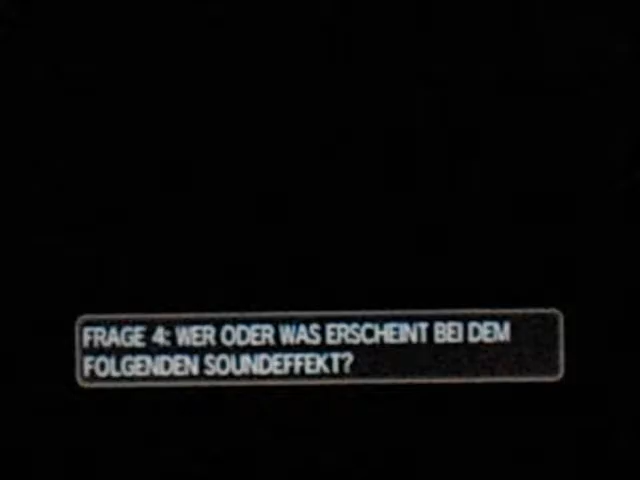 FRAGE 4: WER ODER WAS ERSCHEINT BEI DEM
FOLGENDEN SOUNDEFFEKT?